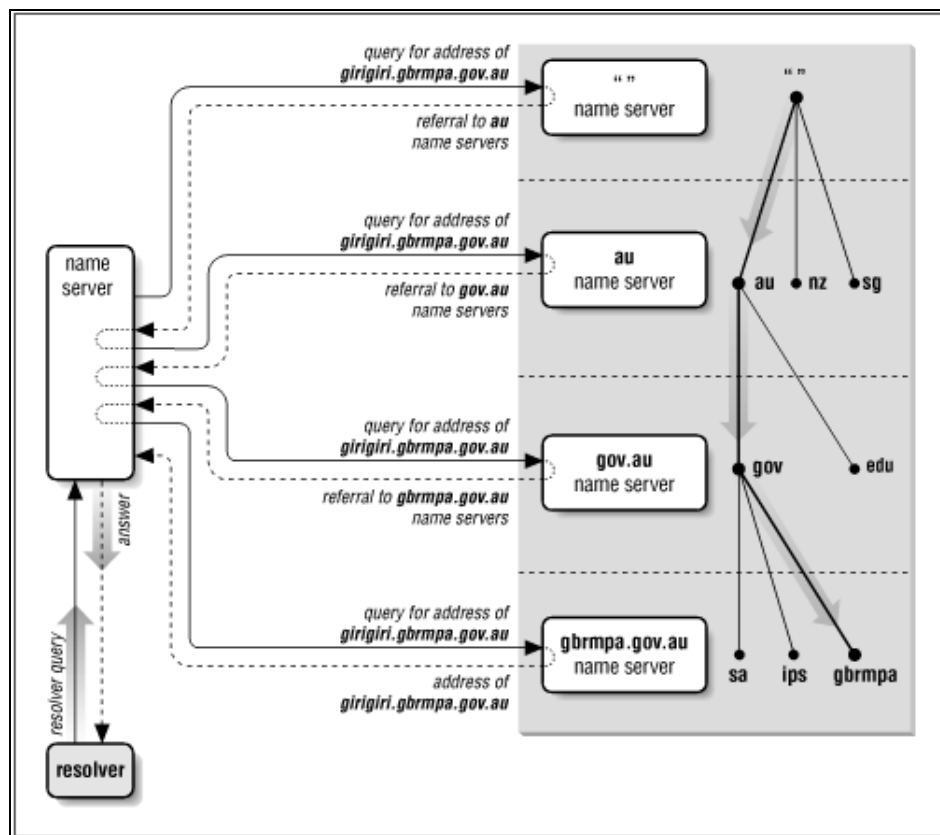 query for address of
girigiri.gbrmpa.gov.au
“ ”
name server
“ ”
referral to au
name servers
query for address of
girigiri.gbrmpa.gov.au
au
name server
name
server
au
nz
sg
referral to gov.au
name servers
query for address of
girigiri.gbrmpa.gov.au
gov.au
name server
gov
edu
referral to gbrmpa.gov.au
name servers
answer
query for address of
girigiri.gbrmpa.gov.au
gbrmpa.gov.au
name server
sa
ips
gbrmpa
resolver query
address of
girigiri.gbrmpa.gov.au
resolver